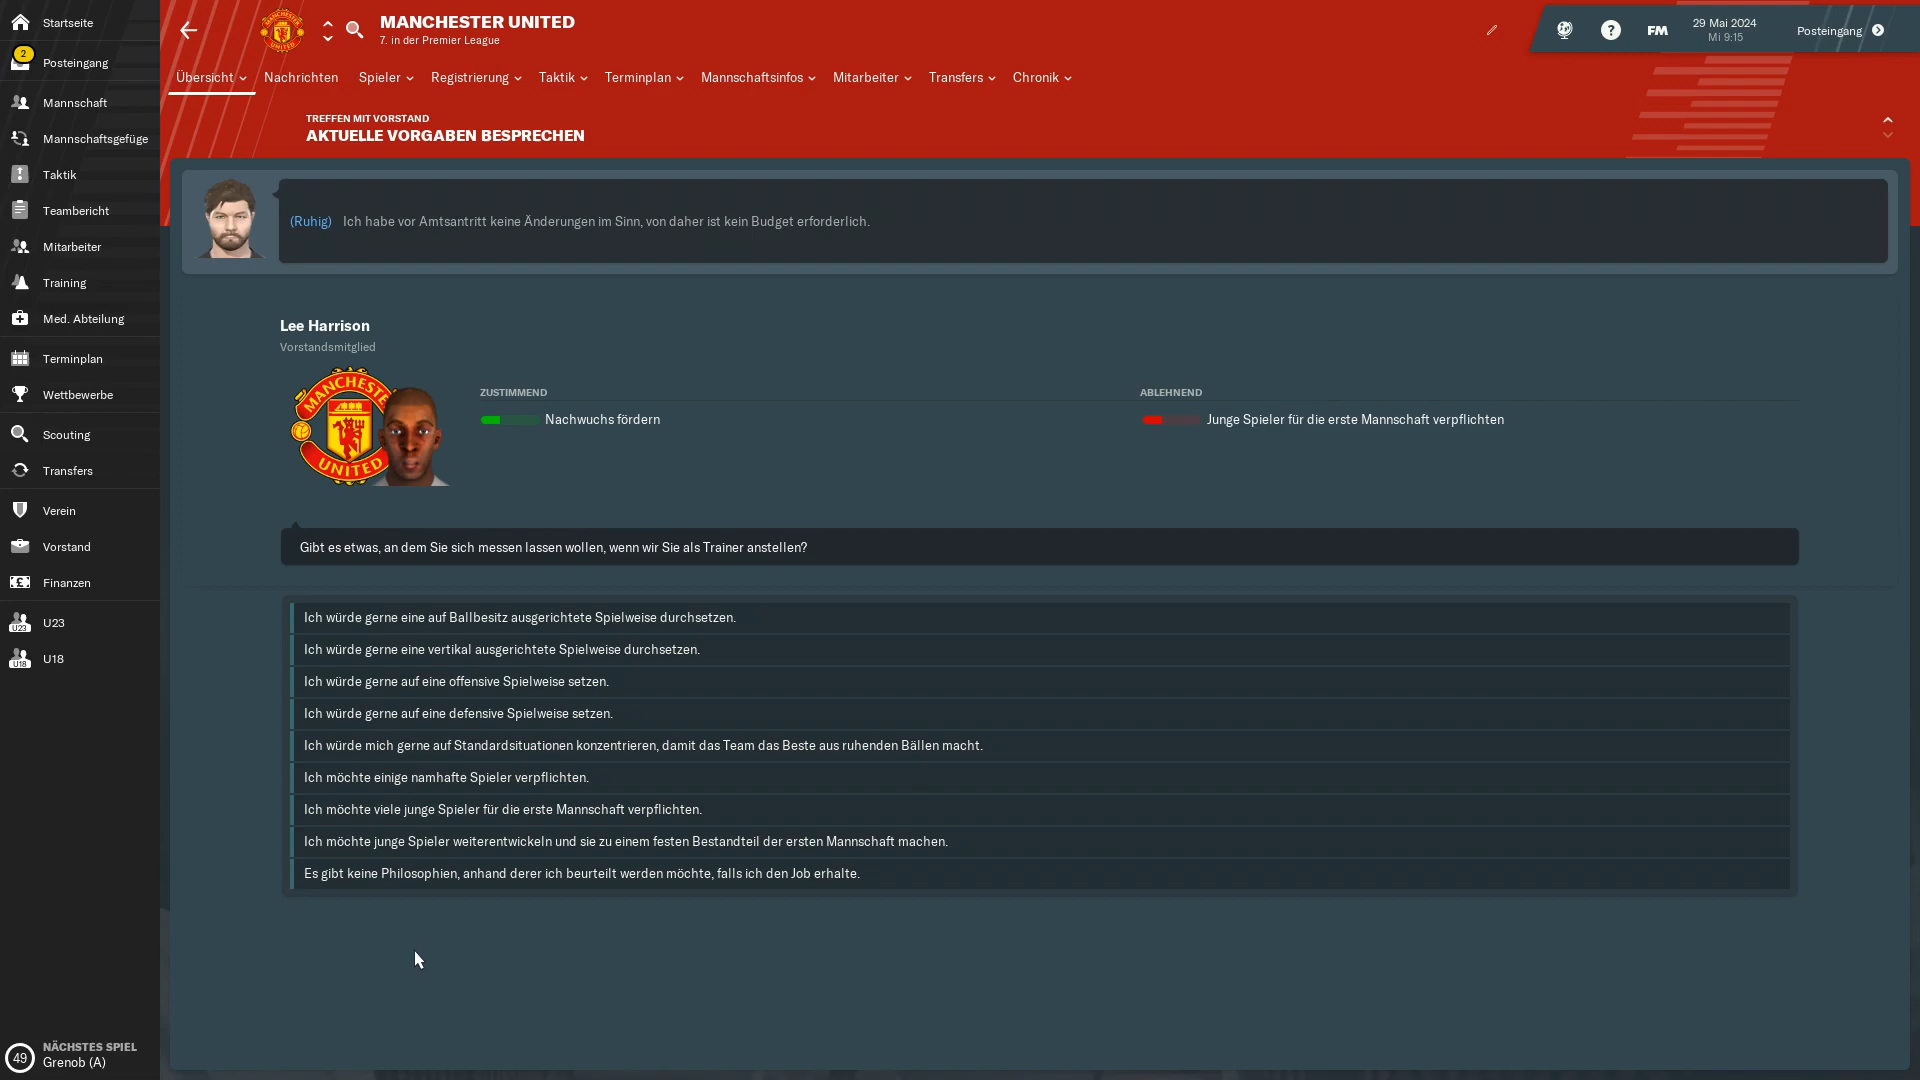 Startseite
2
Posteingang
Mannschaft
Mannschaftsgefüge
Taktik
Teambericht
Mitarbeiter
Training
Med. Abteilung
Terminplan
Wettbewerbe
Scouting
Transfers
Verein
Vorstand
Finanzen
U23
U23
U18
U18
49
NÄCHSTES SPIEL
Grenob (A)
MANCHESTER UNITED
7. in der Premier League
?
FM
29 Mai 2024
Mi 9:15
Posteingang
Übersicht
Nachrichten
Spieler
Registrierung
Taktik
Terminplan
Mannschaftsinfos
Mitarbeiter
Transfers
Chronik
TREFFEN MIT VORSTAND
AKTUELLE VORGABEN BESPRECHEN
(Ruhig) Ich habe vor Amtsantritt keine Änderungen im Sinn, von daher ist kein Budget erforderlich.
Lee Harrison
Vorstandsmitglied
MANCHESTE
UNITED
ZUSTIMMEND
Nachwuchs fördern
ABLEHNEND
Junge Spieler für die erste Mannschaft verpflichten
Gibt es etwas, an dem Sie sich messen lassen wollen, wenn wir Sie als Trainer anstellen?
Ich würde gerne eine auf Ballbesitz ausgerichtete Spielweise durchsetzen.
Ich würde gerne eine vertikal ausgerichtete Spielweise durchsetzen.
Ich würde gerne auf eine offensive Spielweise setzen.
Ich würde gerne auf eine defensive Spielweise setzen.
Ich würde mich gerne auf Standardsituationen konzentrieren, damit das Team das Beste aus ruhenden Bällen macht.
Ich möchte einige namhafte Spieler verpflichten.
Ich möchte viele junge Spieler für die erste Mannschaft verpflichten.
Ich möchte junge Spieler weiterentwickeln und sie zu einem festen Bestandteil der ersten Mannschaft machen.
Es gibt keine Philosophien, anhand derer ich beurteilt werden möchte, falls ich den Job erhalte.